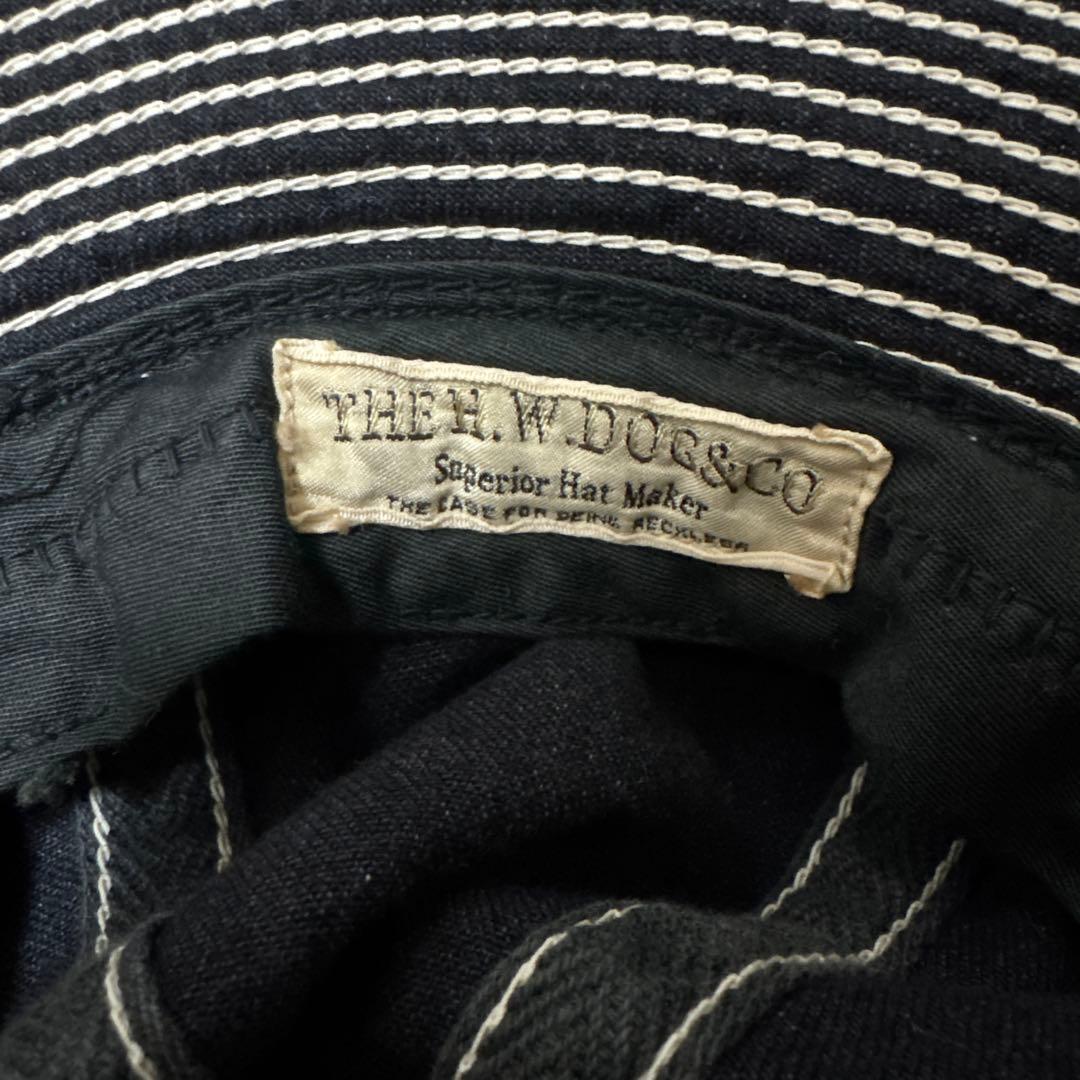 THE H.W.DOG&CO
Superior Hat Maker
THE CASE FOR BEING RECKLESS